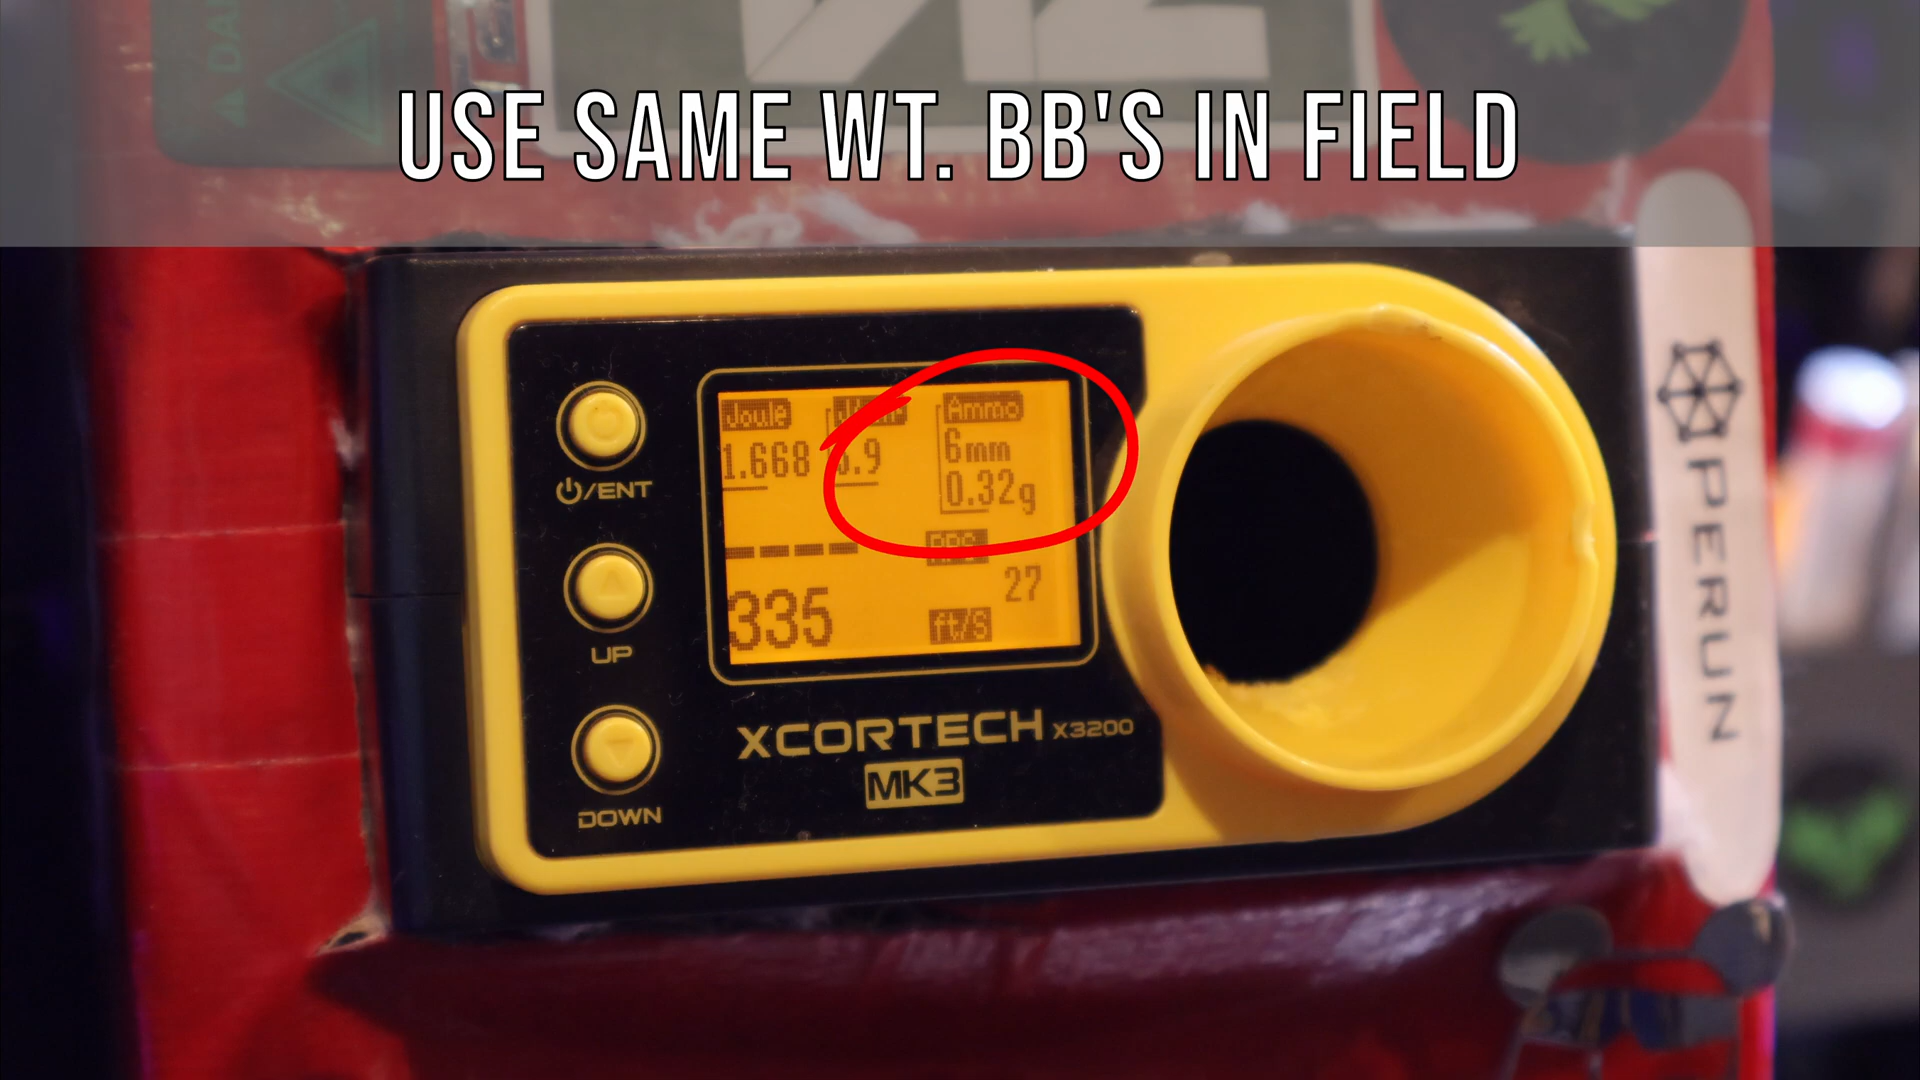 USE SAME WT. BB'S IN FIELD
Joule
Ammo
1.668
6mm
0.32g
27
335
ft/S
⏻/ENT
UP
DOWN
XCORTECH X3200
MK3
PERUN